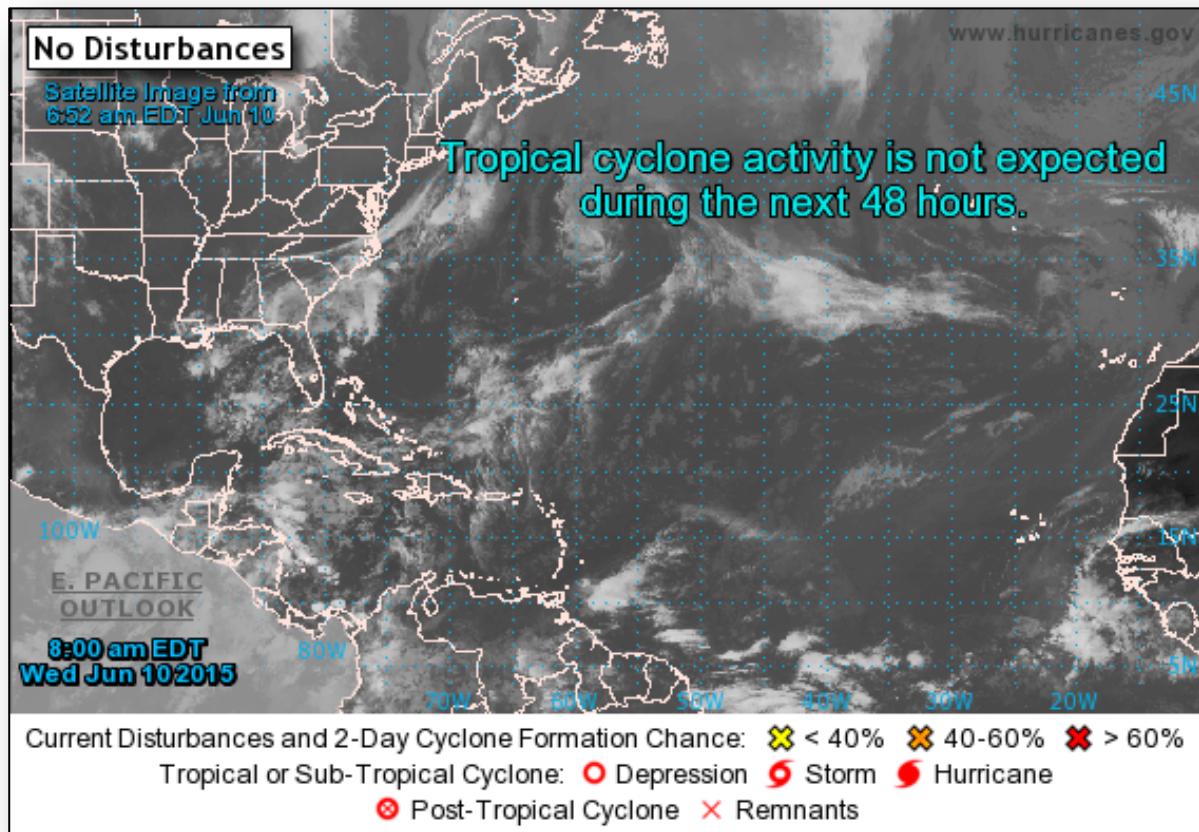 No Disturbances
www.hurricanes.gov
Satellite Image from
6:52 am EDT Jun 10
45N
Tropical cyclone activity is not expected
during the next 48 hours.
35N
25N
100W
15N
E. PACIFIC
OUTLOOK
8:00 am EDT
Wed Jun 10 2015
80W
5N
70W 60W 50W 40W 30W 20W
Current Disturbances and 2-Day Cyclone Formation Chance: < 40% 40-60% > 60%
Tropical or Sub-Tropical Cyclone: Depression Storm Hurricane
Post-Tropical Cyclone Remnants